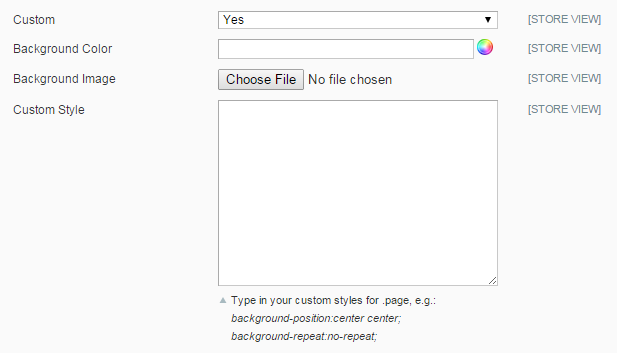 Custom Yes [STORE VIEW]
Background Color [STORE VIEW]
Background Image Choose File No file chosen [STORE VIEW]
Custom Style [STORE VIEW]
Type in your custom styles for .page, e.g.:
background-position:center center;
background-repeat:no-repeat;